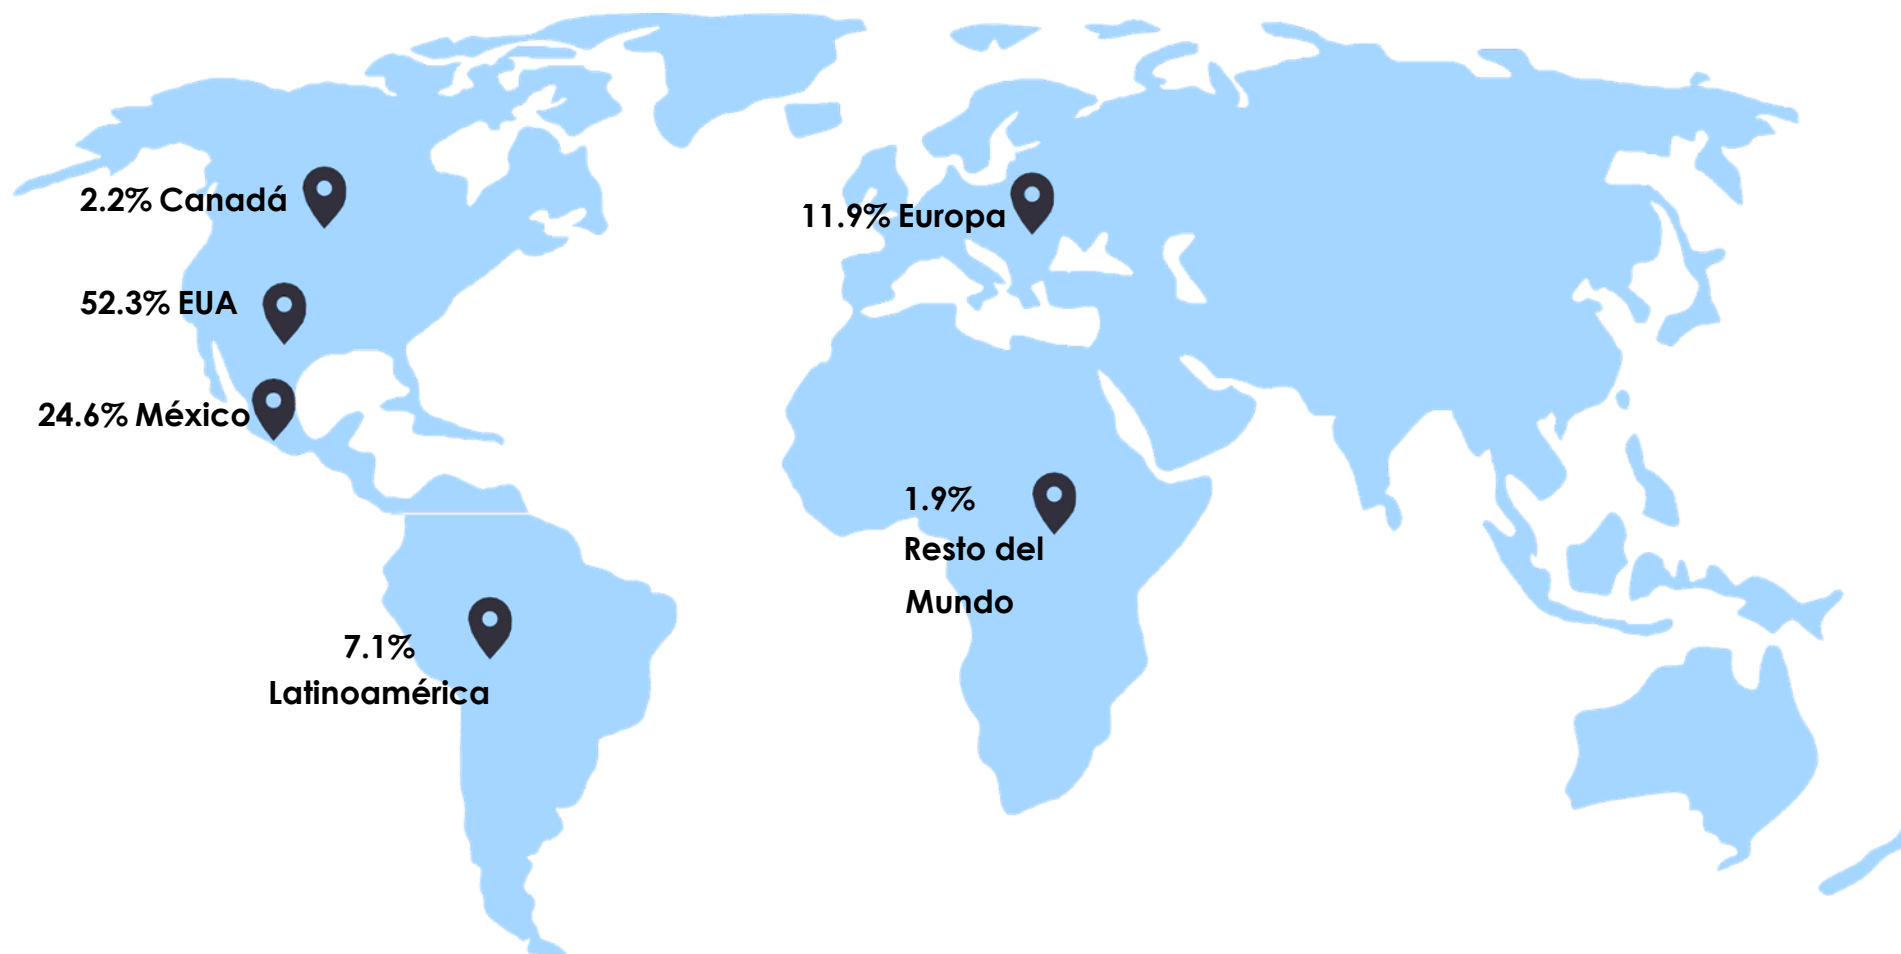 2.2% Canadá
11.9% Europa
52.3% EUA
24.6% México
1.9%
Resto del
Mundo
7.1%
Latinoamérica